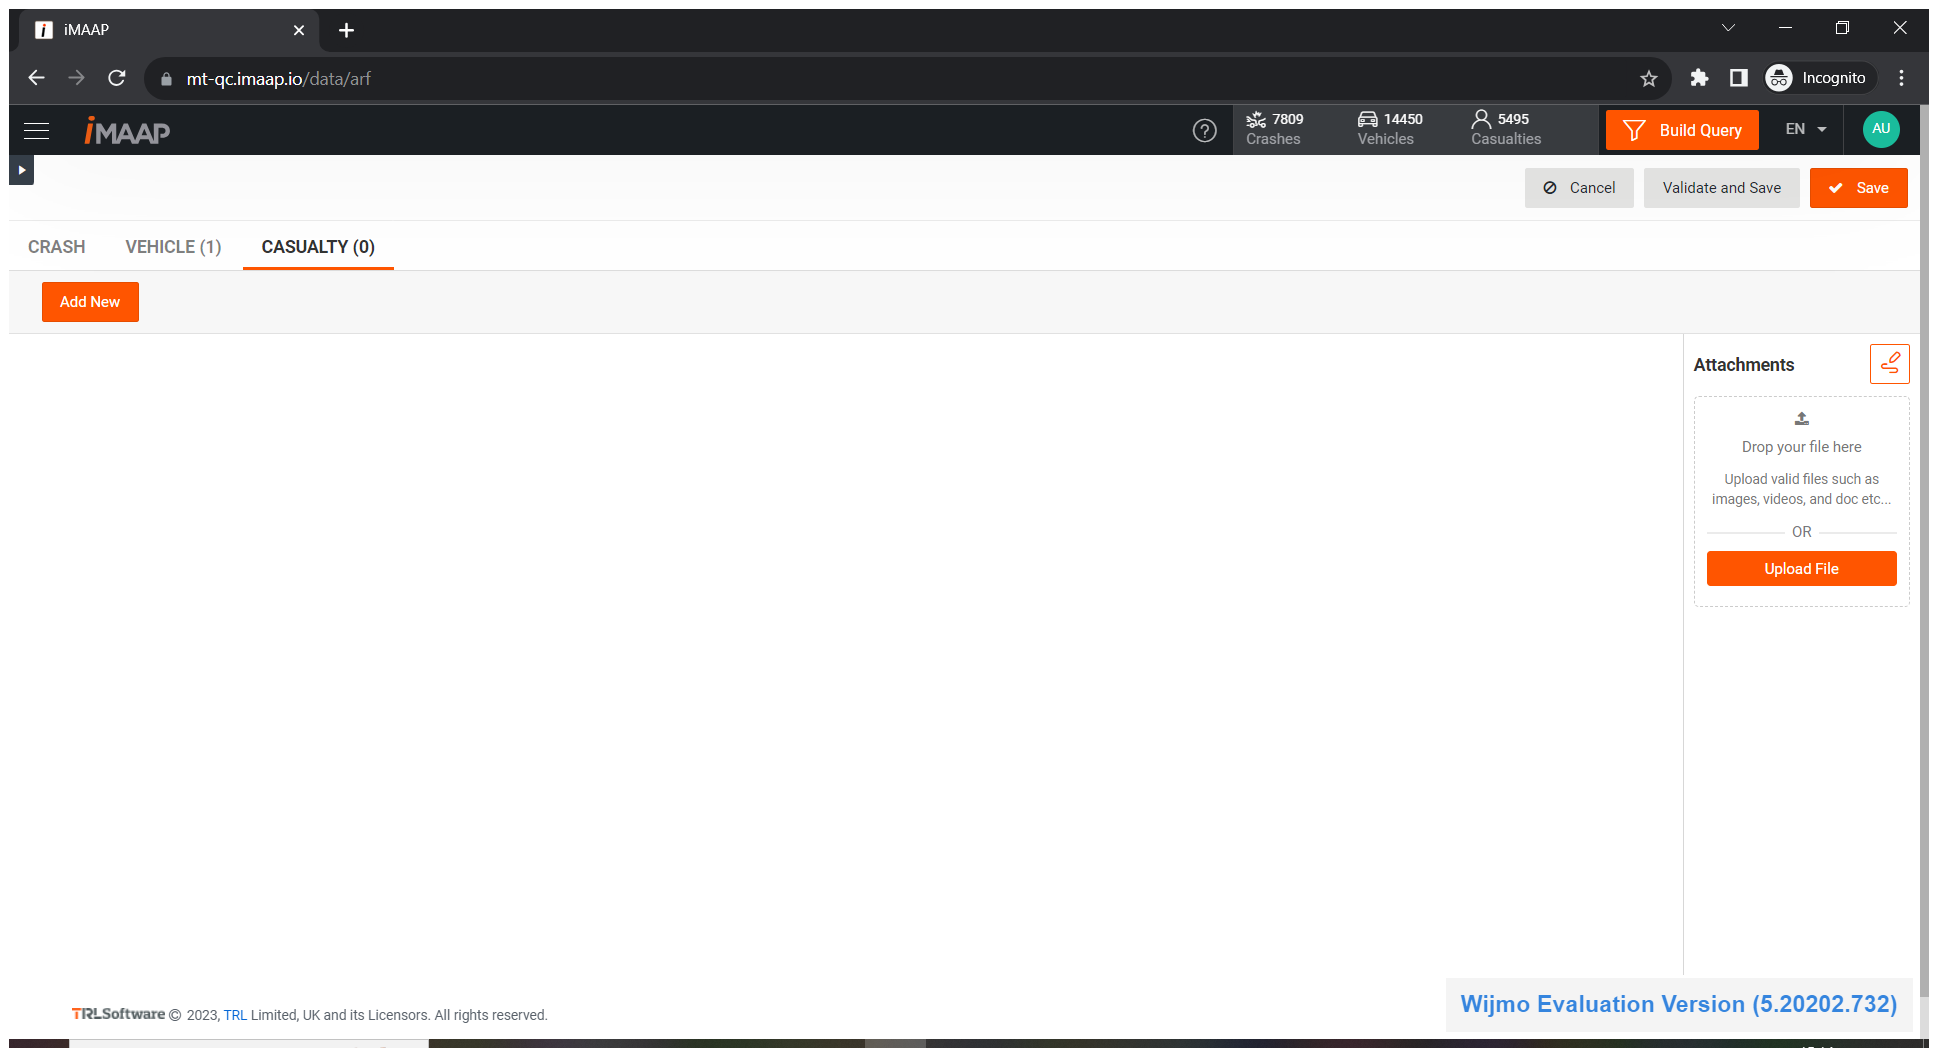 iMAAP
mt-qc.imaap.io/data/arf
Incognito
iMAAP
7809
Crashes
14450
Vehicles
5495
Casualties
Build Query
EN
AU
Cancel
Validate and Save
Save
CRASH
VEHICLE (1)
CASUALTY (0)
Add New
Attachments
Drop your file here
Upload valid files such as
images, videos, and doc etc...
OR
Upload File
TRLSoftware © 2023, TRL Limited, UK and its Licensors. All rights reserved.
Wijmo Evaluation Version (5.20202.732)